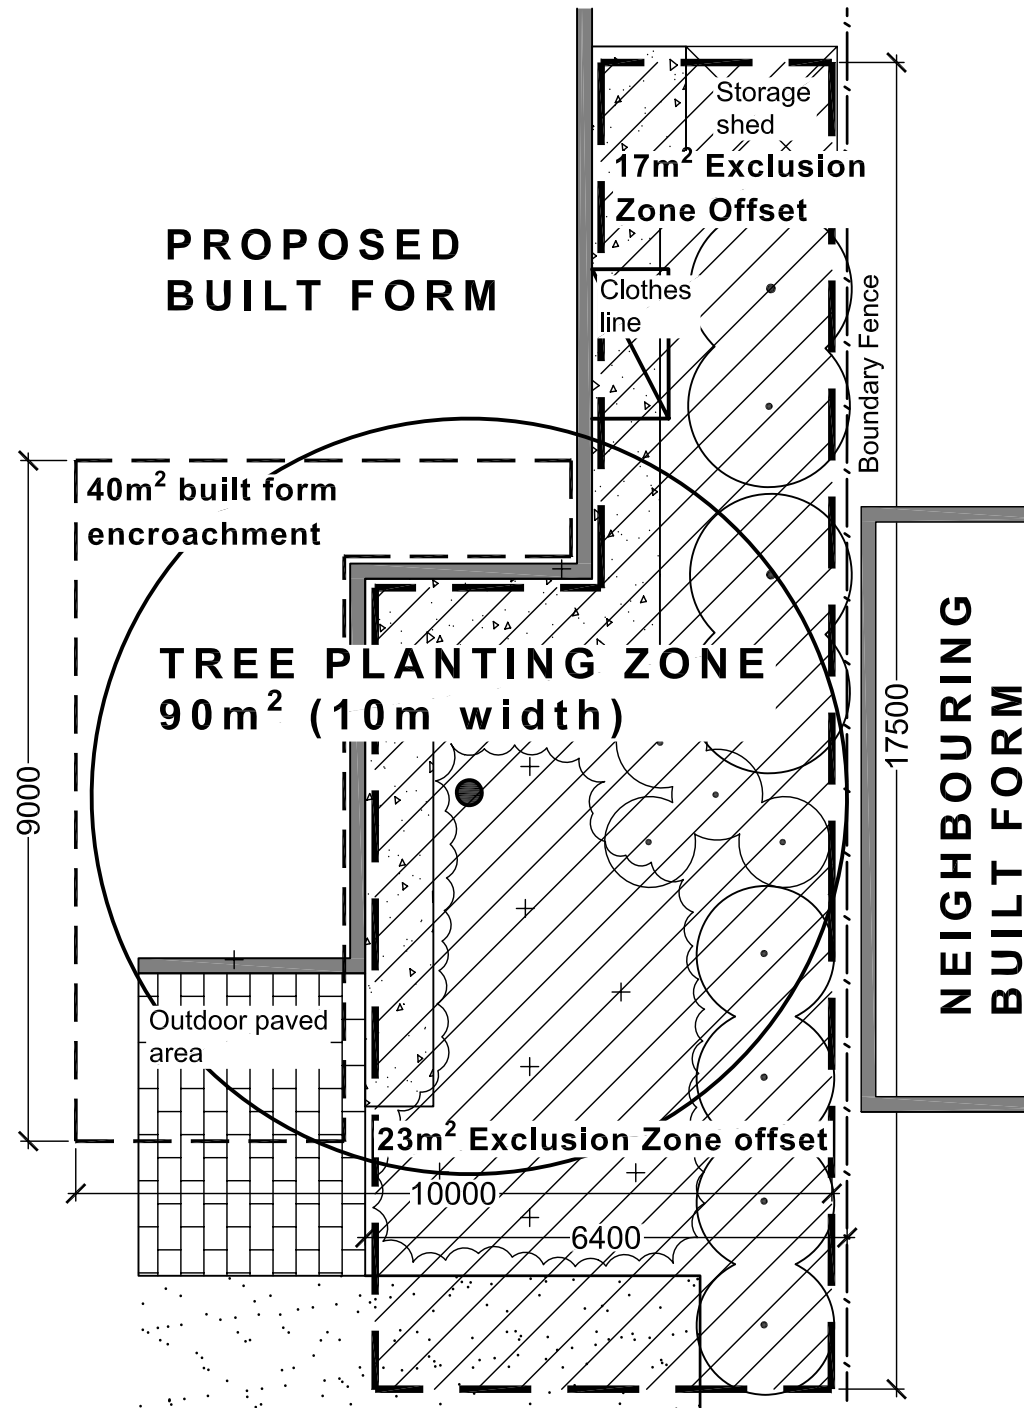 Storage
shed
17m² Exclusion
Zone Offset
PROPOSED
BUILT FORM
Clothes
line
Boundary Fence
40m² built form
encroachment
TREE PLANTING ZONE
90m² (10m width)
17500
9000
NEIGHBOURING
BUILT FORM
Outdoor paved
area
23m² Exclusion Zone offset
10000
6400